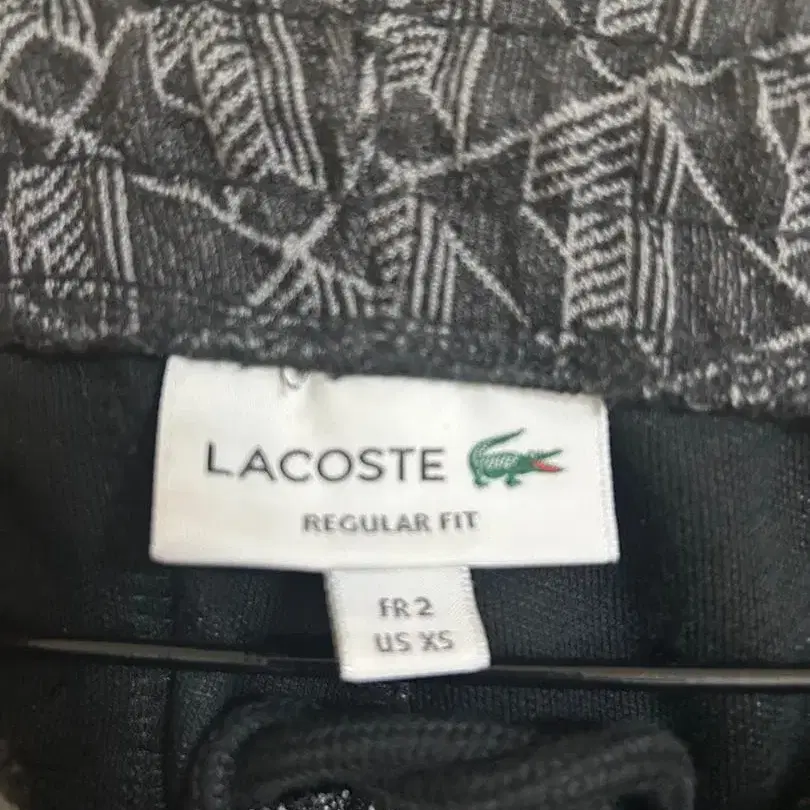 LACOSTE
REGULAR FIT
FR 2
US XS